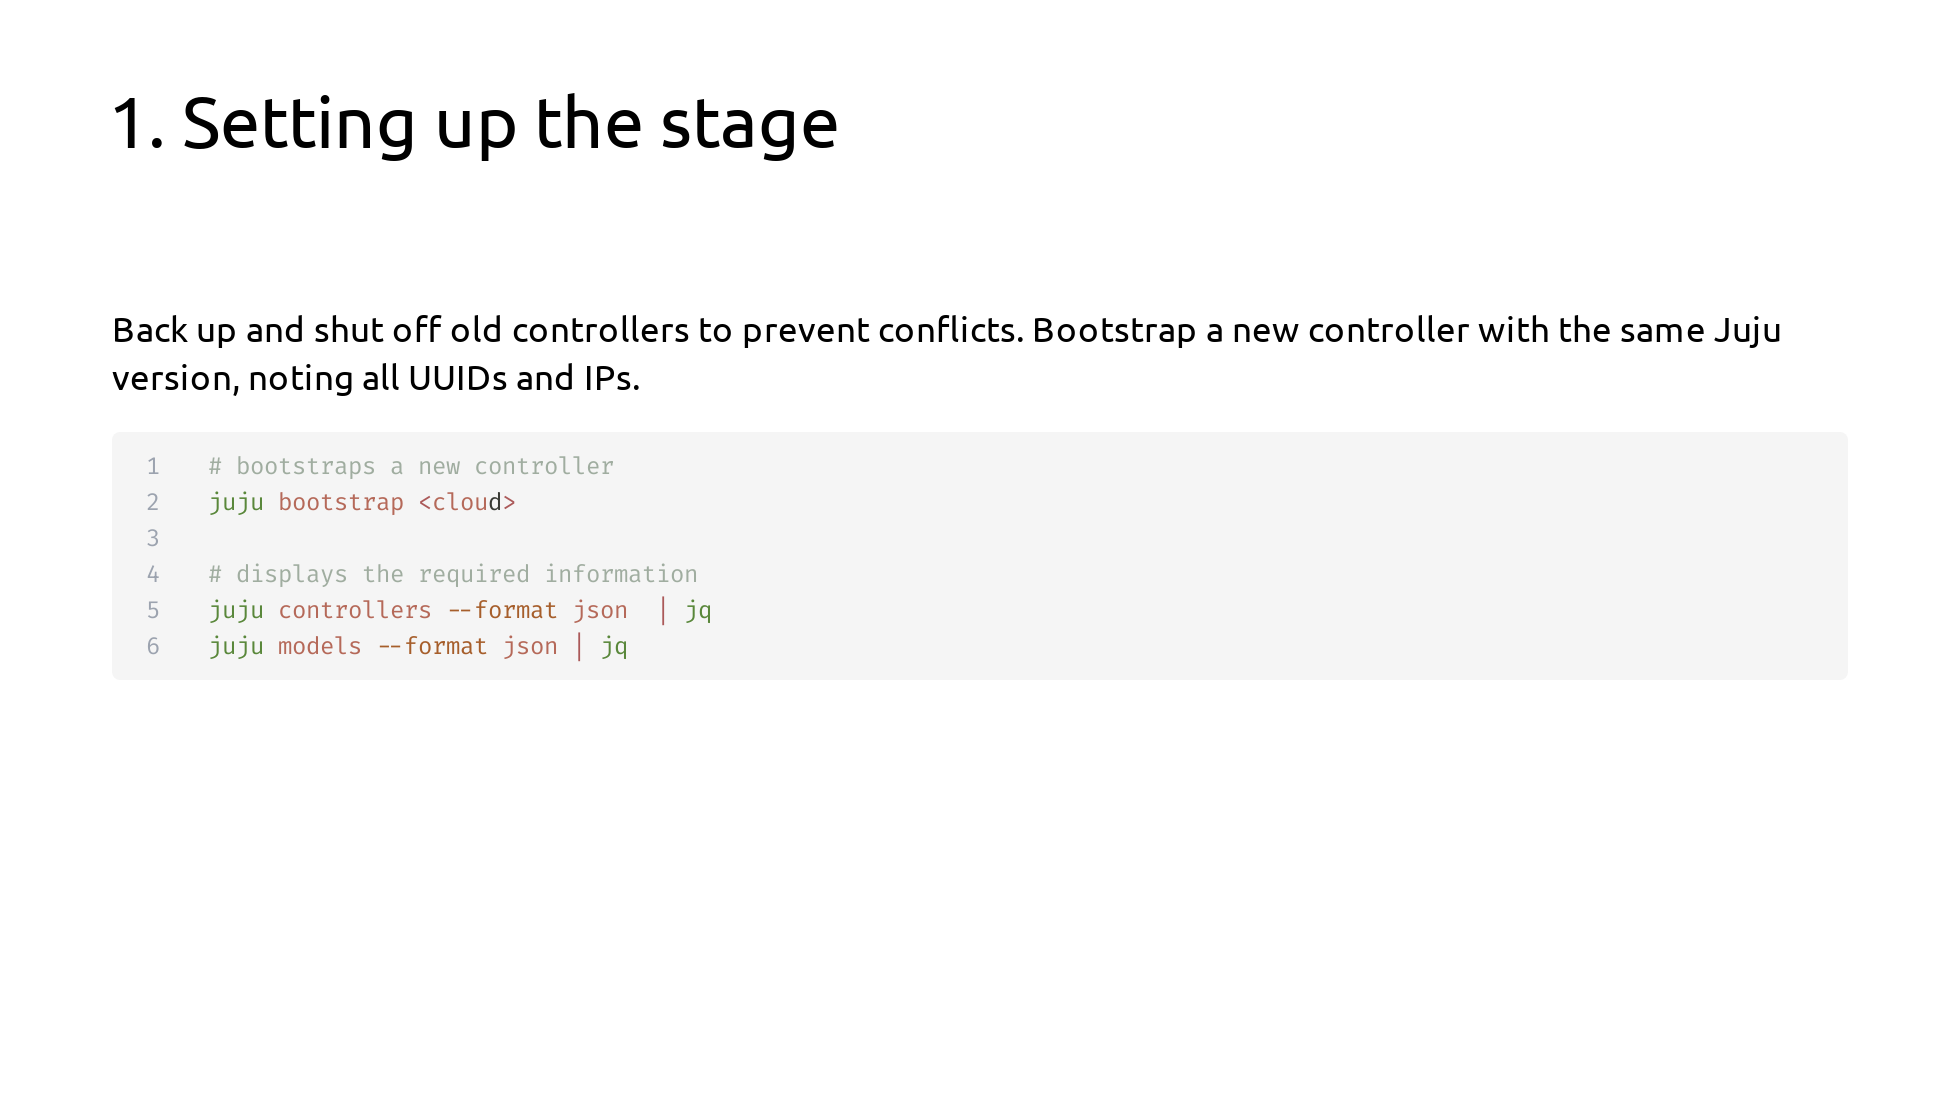 1. Setting up the stage
Back up and shut off old controllers to prevent conflicts. Bootstrap a new controller with the same Juju
version, noting all UUIDs and IPs.
1 # bootstraps a new controller
2 juju bootstrap <cloud>
3
4 # displays the required information
5 juju controllers --format json  | jq
6 juju models --format json | jq